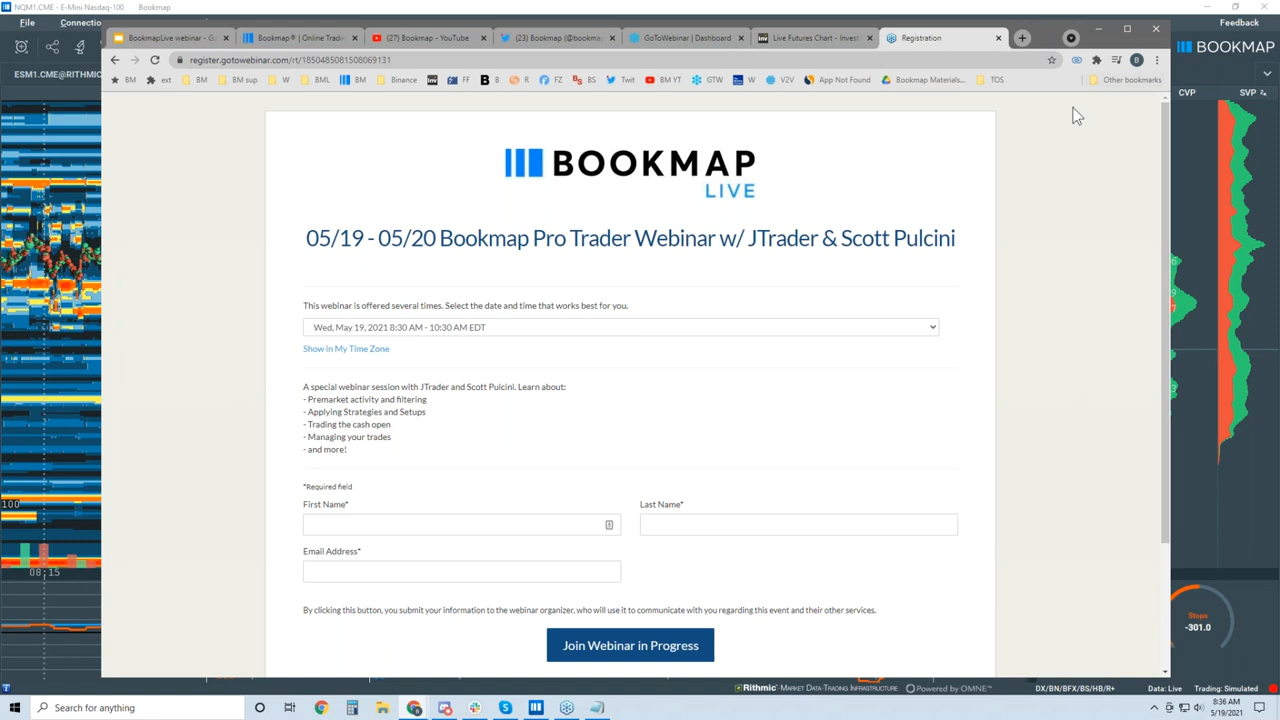 NQM1.CME - E-Mini Nasdaq-100 Bookmap
File Connectio Feedback
BookmapLive webinar - Go
Bookmap® | Online Tradin
(27) Bookmap - YouTube
(23) Bookmap (@bookma
GoToWebinar | Dashboard
Live Futures Chart - Invest
Registration
register.gotowebinar.com/rt/1850485081508069131
BM ext BM BM sup W BML BM Binance FF B R FZ BS Twit BM YT GTW W V2V App Not Found Bookmap Materials... TOS Other bookmarks
BOOKMAP
ESM1.CME@RITHMIC
CVP SVP
BOOKMAP
LIVE
05/19 - 05/20 Bookmap Pro Trader Webinar w/ JTrader & Scott Pulcini
This webinar is offered several times. Select the date and time that works best for you.
Wed, May 19, 2021 8:30 AM - 10:30 AM EDT
Show in My Time Zone
A special webinar session with JTrader and Scott Pulcini. Learn about:
- Premarket activity and filtering
- Applying Strategies and Setups
- Trading the cash open
- Managing your trades
- and more!
*Required field
First Name* Last Name*
Email Address*
By clicking this button, you submit your information to the webinar organizer, who will use it to communicate with you regarding this event and their other services.
Join Webinar in Progress
100
08:15
Stops
-301.0
Rithmic - MARKET DATA-TRADING INFRASTRUCTURE Powered by OMNE™ DX/BN/BFX/BS/HB/R+ Data: Live Trading: Simulated
Search for anything
8:36 AM
5/19/2021